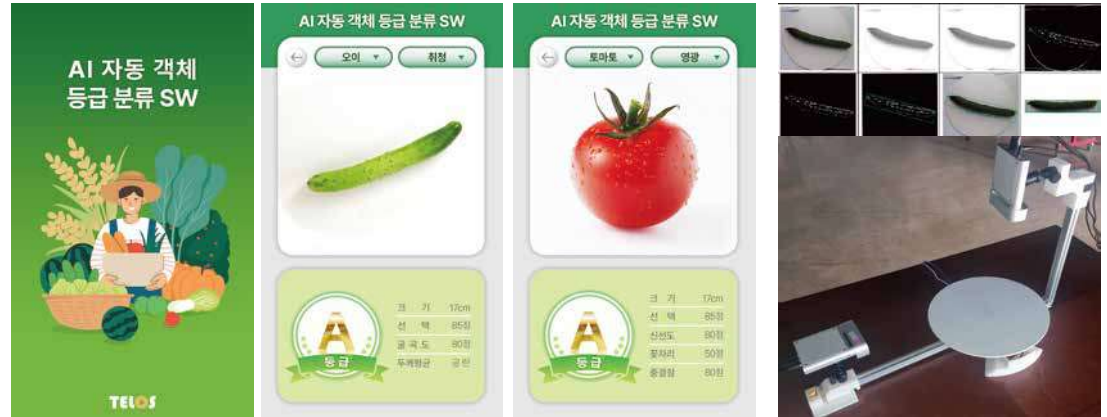 AI 자동 객체
등급 분류 SW
TELOS
AI 자동 객체 등급 분류 SW
오이
취청
A
등급
크 기 17cm
선 택 85점
굴 곡 도 80점
두께평균 공란
AI 자동 객체 등급 분류 SW
토마토
영광
A
등급
크 기 17cm
선 택 85점
신선도 80점
꽃자리 50점
중결점 80점